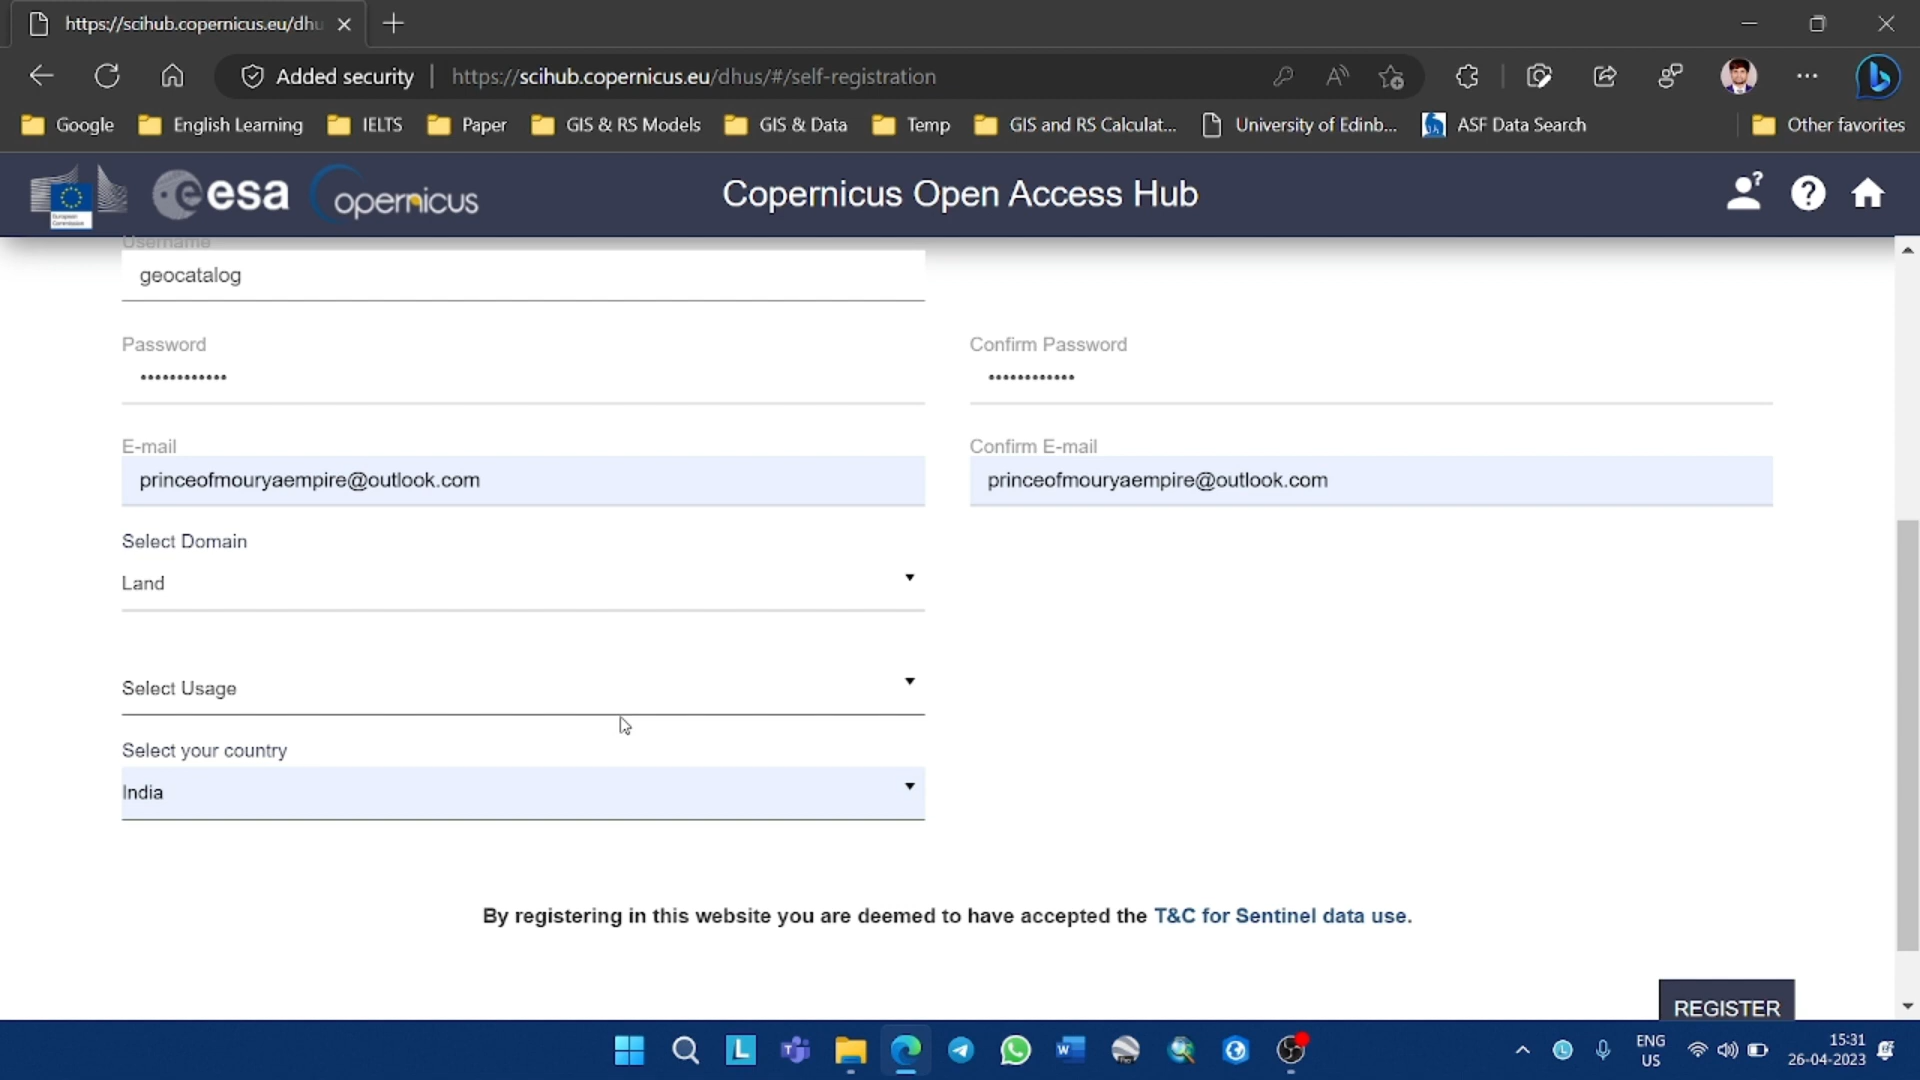 https://scihub.copernicus.eu/dhu
Added security | https://scihub.copernicus.eu/dhus/#/self-registration
Google English Learning IELTS Paper GIS & RS Models GIS & Data Temp GIS and RS Calculat... University of Edinb... ASF Data Search Other favorites
esa opernicus Copernicus Open Access Hub
Username
geocatalog
Password Confirm Password
•••••••••••• ••••••••••••
E-mail Confirm E-mail
princeofmouryaempire@outlook.com princeofmouryaempire@outlook.com
Select Domain
Land
Select Usage
Select your country
India
By registering in this website you are deemed to have accepted the T&C for Sentinel data use.
REGISTER
ENG 15:31
US 26-04-2023